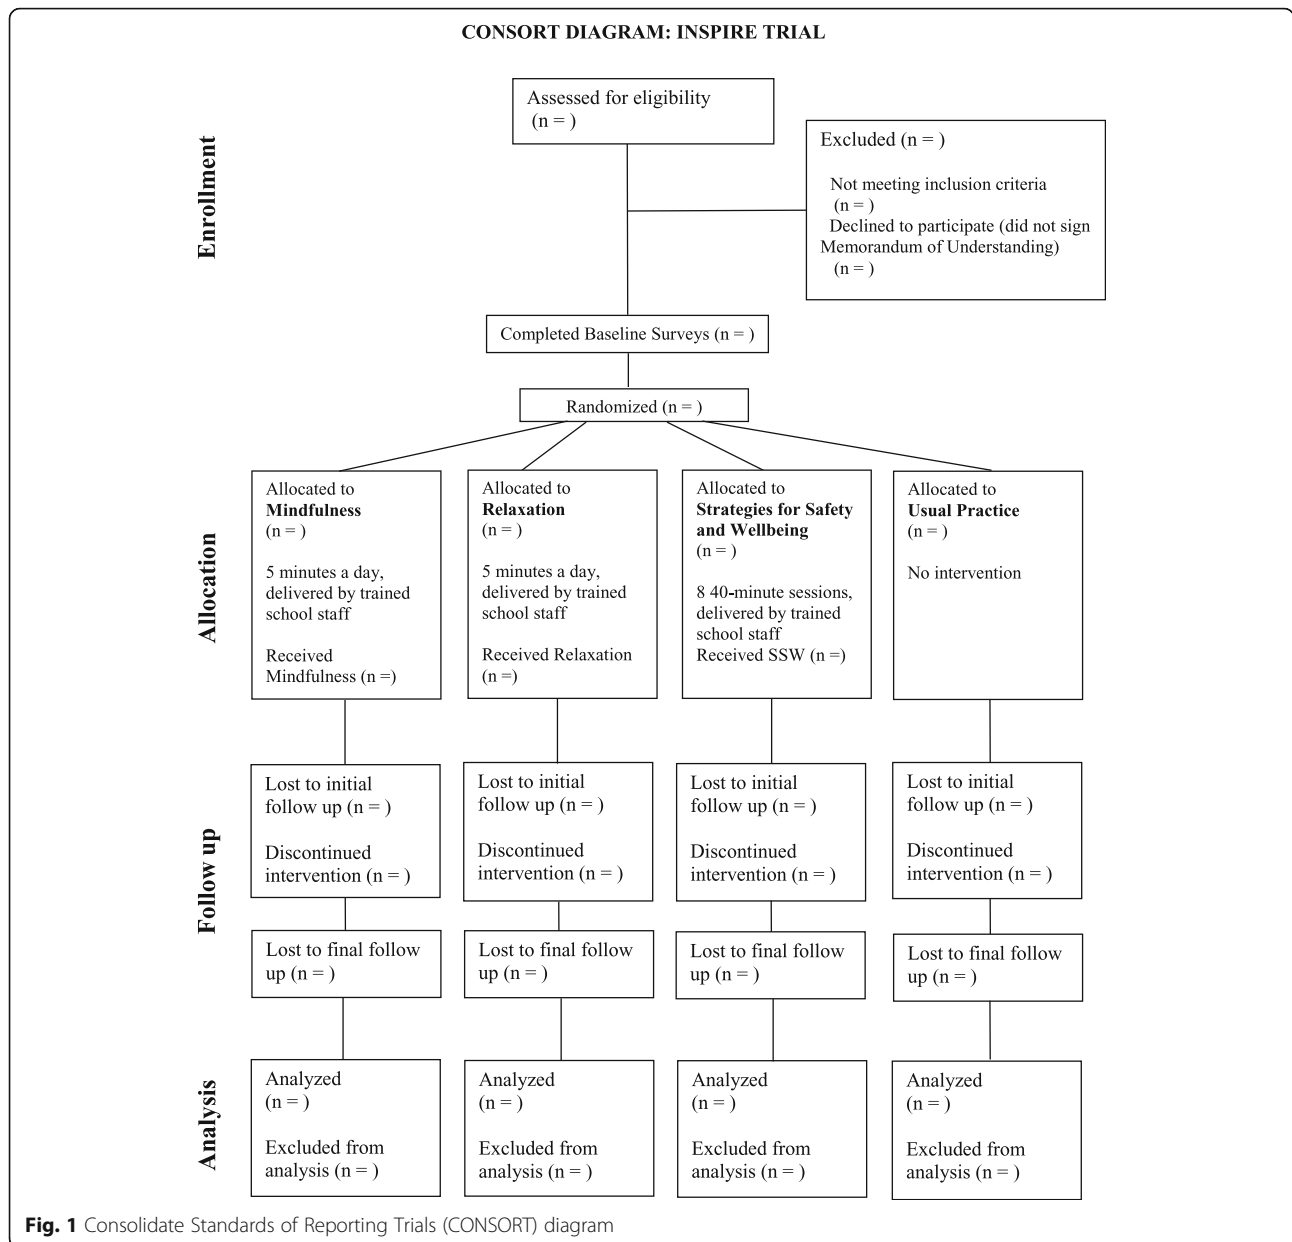 CONSORT DIAGRAM: INSPIRE TRIAL
Enrollment
Assessed for eligibility
(n = )
Excluded (n = )
Not meeting inclusion criteria
(n = )
Declined to participate (did not sign
Memorandum of Understanding)
(n = )
Completed Baseline Surveys (n = )
Randomized (n = )
Allocation
Allocated to
Mindfulness
(n = )
5 minutes a day,
delivered by trained
school staff
Received
Mindfulness (n =)
Allocated to
Relaxation
(n = )
5 minutes a day,
delivered by trained
school staff
Received Relaxation
(n =)
Allocated to
Strategies for Safety
and Wellbeing
(n = )
8 40-minute sessions,
delivered by trained
school staff
Received SSW (n =)
Allocated to
Usual Practice
(n = )
No intervention
Follow up
Lost to initial
follow up (n = )
Discontinued
intervention (n = )
Lost to initial
follow up (n = )
Discontinued
intervention (n = )
Lost to initial
follow up (n = )
Discontinued
intervention (n = )
Lost to initial
follow up (n = )
Discontinued
intervention (n = )
Lost to final follow
up (n = )
Lost to final follow
up (n = )
Lost to final follow
up (n = )
Lost to final follow
up (n = )
Analysis
Analyzed
(n = )
Excluded from
analysis (n = )
Analyzed
(n = )
Excluded from
analysis (n = )
Analyzed
(n = )
Excluded from
analysis (n = )
Analyzed
(n = )
Excluded from
analysis (n = )
Fig. 1 Consolidate Standards of Reporting Trials (CONSORT) diagram